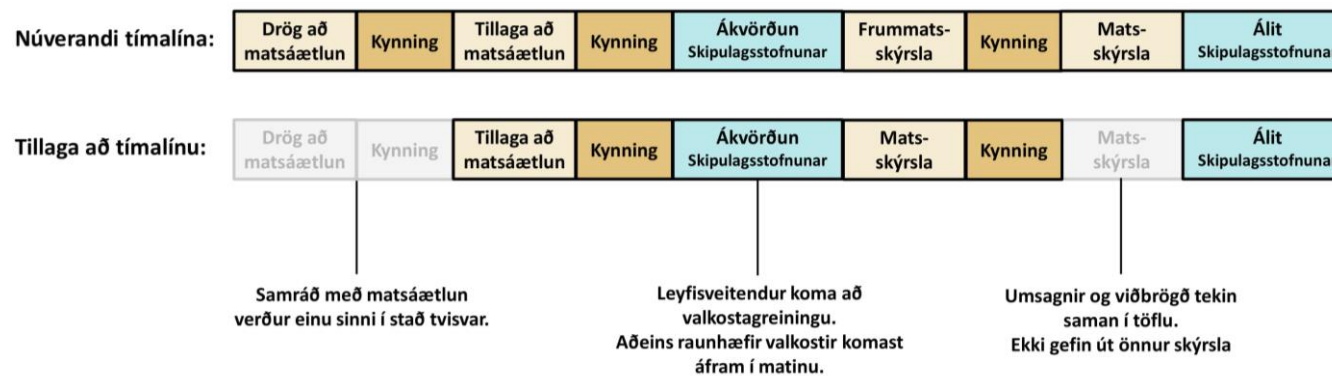 Núverandi tímalína:
Drög að
matsáætlun
Kynning
Tillaga að
matsáætlun
Kynning
Ákvörðun
Skipulagsstofnunar
Frummats-
skýrsla
Kynning
Mats-
skýrsla
Álit
Skipulagsstofnunar
Tillaga að tímalínu:
Drög að
matsáætlun
Kynning
Tillaga að
matsáætlun
Kynning
Ákvörðun
Skipulagsstofnunar
Mats-
skýrsla
Kynning
Mats-
skýrsla
Álit
Skipulagsstofnunar
Samráð með matsáætlun
verður einu sinni í stað tvisvar.
Leyfisveitendur koma að
valkostagreiningu.
Aðeins raunhæfir valkostir komast
áfram í matinu.
Umsagnir og viðbrögð tekin
saman í töflu.
Ekki gefin út önnur skýrsla